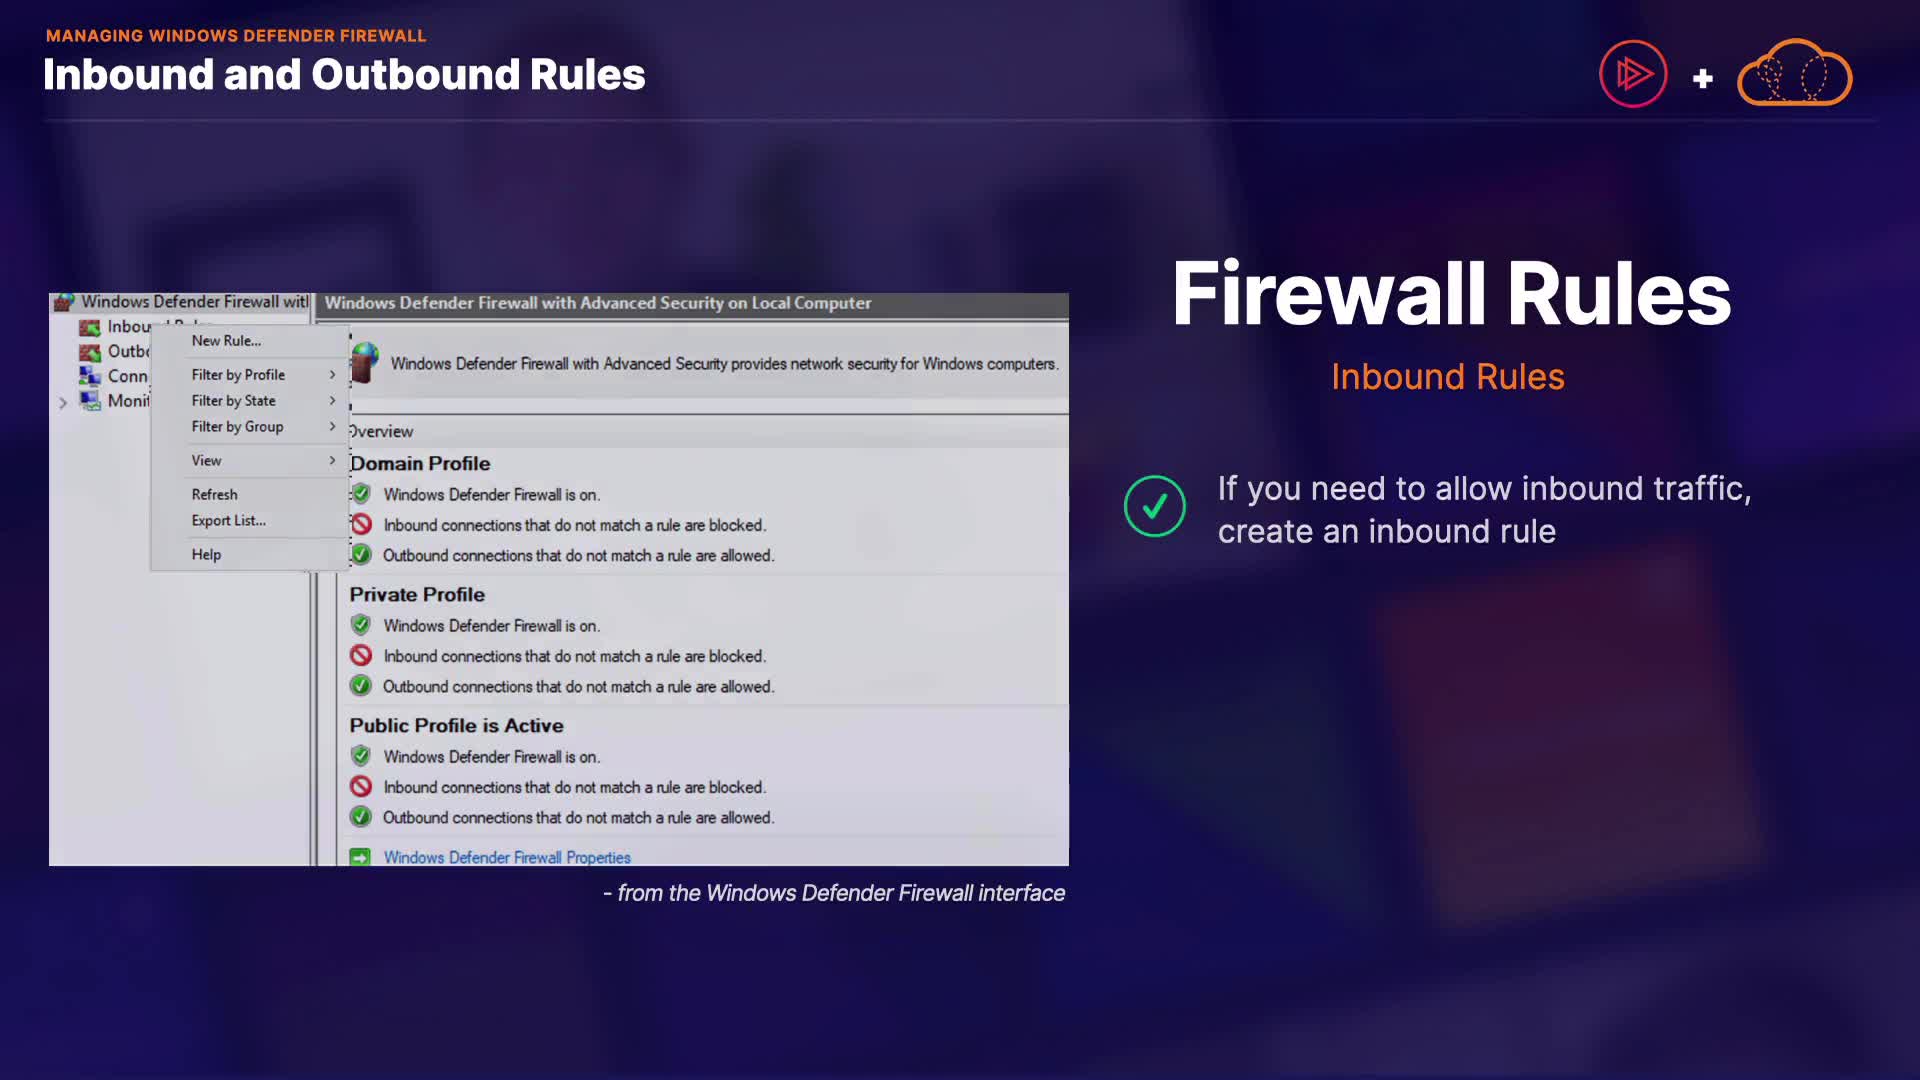 MANAGING WINDOWS DEFENDER FIREWALL
Inbound and Outbound Rules
Windows Defender Firewall with
Inbou
Outbo
Conn
Monit
New Rule...
Filter by Profile
Filter by State
Filter by Group
View
Refresh
Export List...
Help
Windows Defender Firewall with Advanced Security on Local Computer
Windows Defender Firewall with Advanced Security provides network security for Windows computers.
Overview
Domain Profile
Windows Defender Firewall is on.
Inbound connections that do not match a rule are blocked.
Outbound connections that do not match a rule are allowed.
Private Profile
Windows Defender Firewall is on.
Inbound connections that do not match a rule are blocked.
Outbound connections that do not match a rule are allowed.
Public Profile is Active
Windows Defender Firewall is on.
Inbound connections that do not match a rule are blocked.
Outbound connections that do not match a rule are allowed.
Windows Defender Firewall Properties
- from the Windows Defender Firewall interface
Firewall Rules
Inbound Rules
If you need to allow inbound traffic,
create an inbound rule